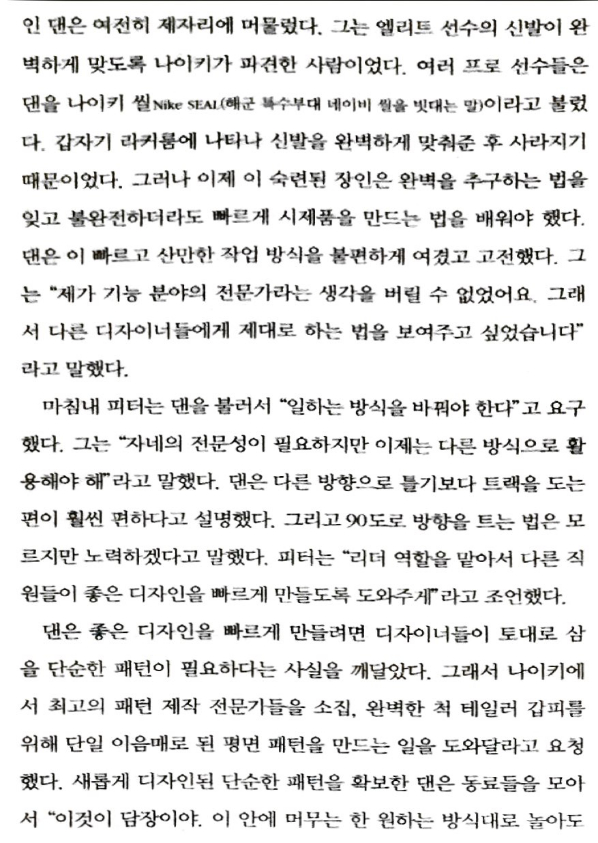 인 댄은 여전히 제자리에 머물렀다. 그는 엘리트 선수의 신발이 완
벽하게 맞도록 나이키가 파견한 사람이었다. 여러 프로 선수들은
댄을 나이키 씰Nike SEAL(해군 특수부대 네이비 씰을 빗대는 말)이라고 불렀
다. 갑자기 라커룸에 나타나 신발을 완벽하게 맞춰준 후 사라지기
때문이었다. 그러나 이제 이 숙련된 장인은 완벽을 추구하는 법을
잊고 불완전하더라도 빠르게 시제품을 만드는 법을 배워야 했다.
댄은 이 빠르고 산만한 작업 방식을 불편하게 여겼고 고전했다. 그
는 “제가 기능 분야의 전문가라는 생각을 버릴 수 없었어요. 그래
서 다른 디자이너들에게 제대로 하는 법을 보여주고 싶었습니다”
라고 말했다.
마침내 피터는 댄을 불러서 “일하는 방식을 바꿔야 한다”고 요구
했다. 그는 “자네의 전문성이 필요하지만 이제는 다른 방식으로 활
용해야 해”라고 말했다. 댄은 다른 방향으로 틀기보다 트랙을 도는
편이 훨씬 편하다고 설명했다. 그리고 90도로 방향을 트는 법은 모
르지만 노력하겠다고 말했다. 피터는 “리더 역할을 맡아서 다른 직
원들이 좋은 디자인을 빠르게 만들도록 도와주게”라고 조언했다.
댄은 좋은 디자인을 빠르게 만들려면 디자이너들이 토대로 삼
을 단순한 패턴이 필요하다는 사실을 깨달았다. 그래서 나이키에
서 최고의 패턴 제작 전문가들을 소집, 완벽한 척 테일러 갑피를
위해 단일 이음매로 된 평면 패턴을 만드는 일을 도와달라고 요청
했다. 새롭게 디자인된 단순한 패턴을 확보한 댄은 동료들을 모아
서 “이것이 담장이야. 이 안에 머무는 한 원하는 방식대로 놀아도